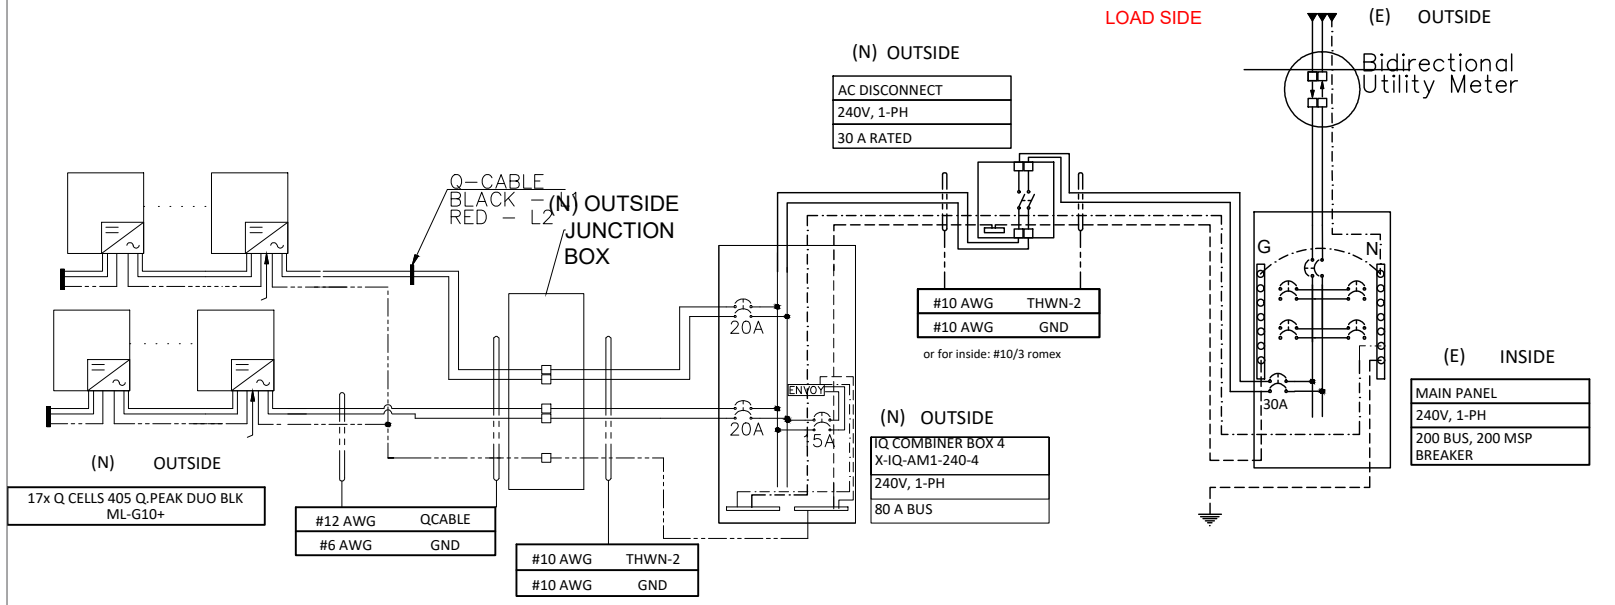 LOAD SIDE
(E) OUTSIDE
Bidirectional
Utility Meter
(N) OUTSIDE
AC DISCONNECT
240V, 1-PH
30 A RATED
Q-CABLE
BLACK - L1
RED - L2
(N) OUTSIDE
JUNCTION
BOX
G
N
#10 AWG THWN-2
#10 AWG GND
or for inside: #10/3 romex
20A
20A
ENVOY
15A
30A
(E) INSIDE
MAIN PANEL
240V, 1-PH
200 BUS, 200 MSP
BREAKER
(N) OUTSIDE
IQ COMBINER BOX 4
X-IQ-AM1-240-4
240V, 1-PH
80 A BUS
(N) OUTSIDE
17x Q CELLS 405 Q.PEAK DUO BLK
ML-G10+
#12 AWG QCABLE
#6 AWG GND
#10 AWG THWN-2
#10 AWG GND